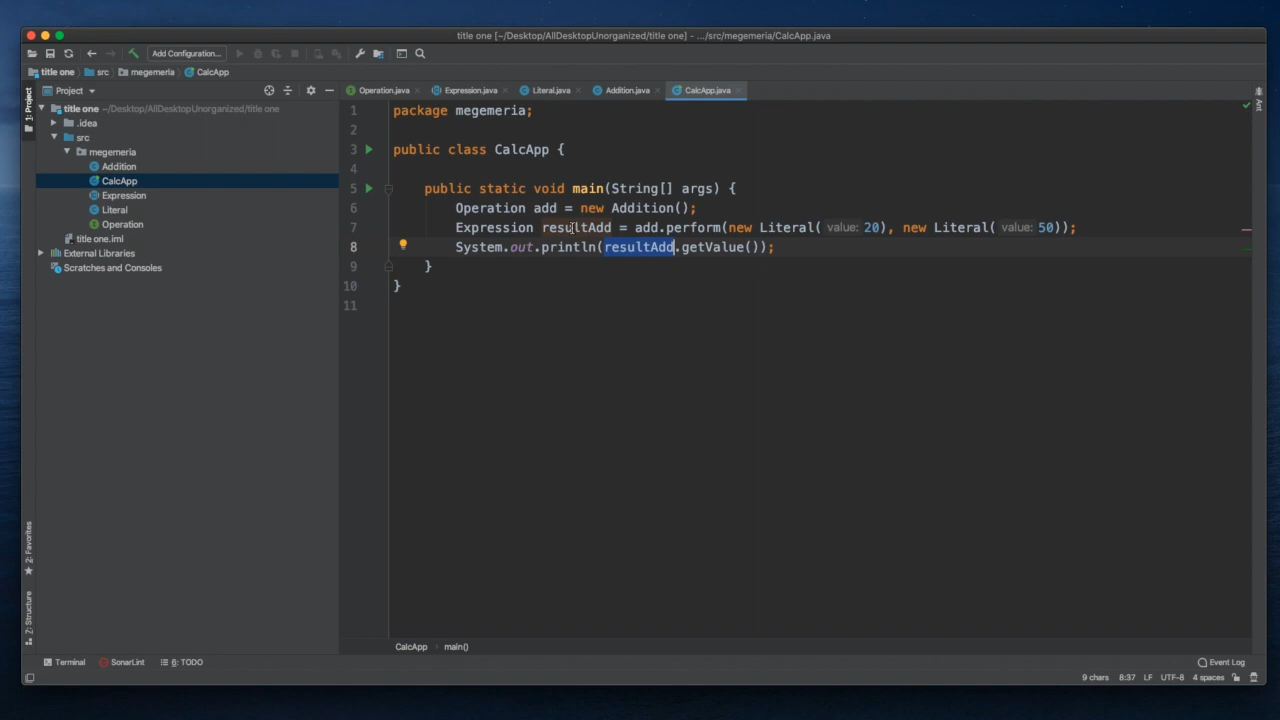 title one [~/Desktop/AllDesktopUnorganized/title one] - .../src/megemeria/CalcApp.java
Add Configuration...
title one src megemeria CalcApp
1: Project
Project
Operation.java Expression.java Literal.java Addition.java CalcApp.java
Ant
title one ~/Desktop/AllDesktopUnorganized/title one
.idea
src
megemeria
Addition
CalcApp
Expression
Literal
Operation
title one.iml
External Libraries
Scratches and Consoles
1 package megemeria;
2
3 public class CalcApp {
4
5 public static void main(String[] args) {
6 Operation add = new Addition();
7 Expression resultAdd = add.perform(new Literal( value: 20), new Literal( value: 50));
8 System.out.println(resultAdd.getValue());
9 }
10 }
11
2: Favorites
7: Structure
CalcApp main()
Terminal SonarLint 6: TODO Event Log
9 chars 8:37 LF UTF-8 4 spaces